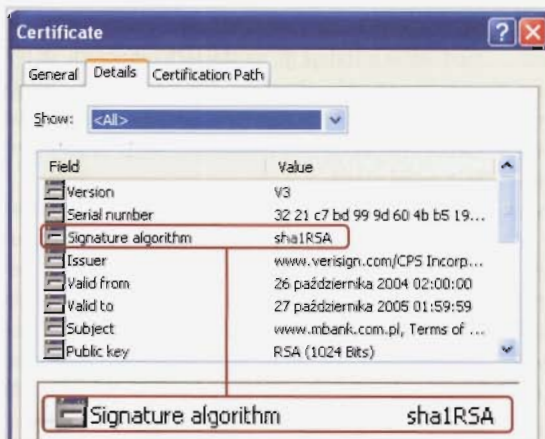 Certificate
General Details Certification Path
Show: <All>
Field Value
Version V3
Serial number 32 21 c7 bd 99 9d 60 4b b5 19...
Signature algorithm sha1RSA
Issuer www.verisign.com/CPS Incorp...
Valid from 26 października 2004 02:00:00
Valid to 27 października 2005 01:59:59
Subject www.mbank.com.pl, Terms of ...
Public key RSA (1024 Bits)
Signature algorithm sha1RSA